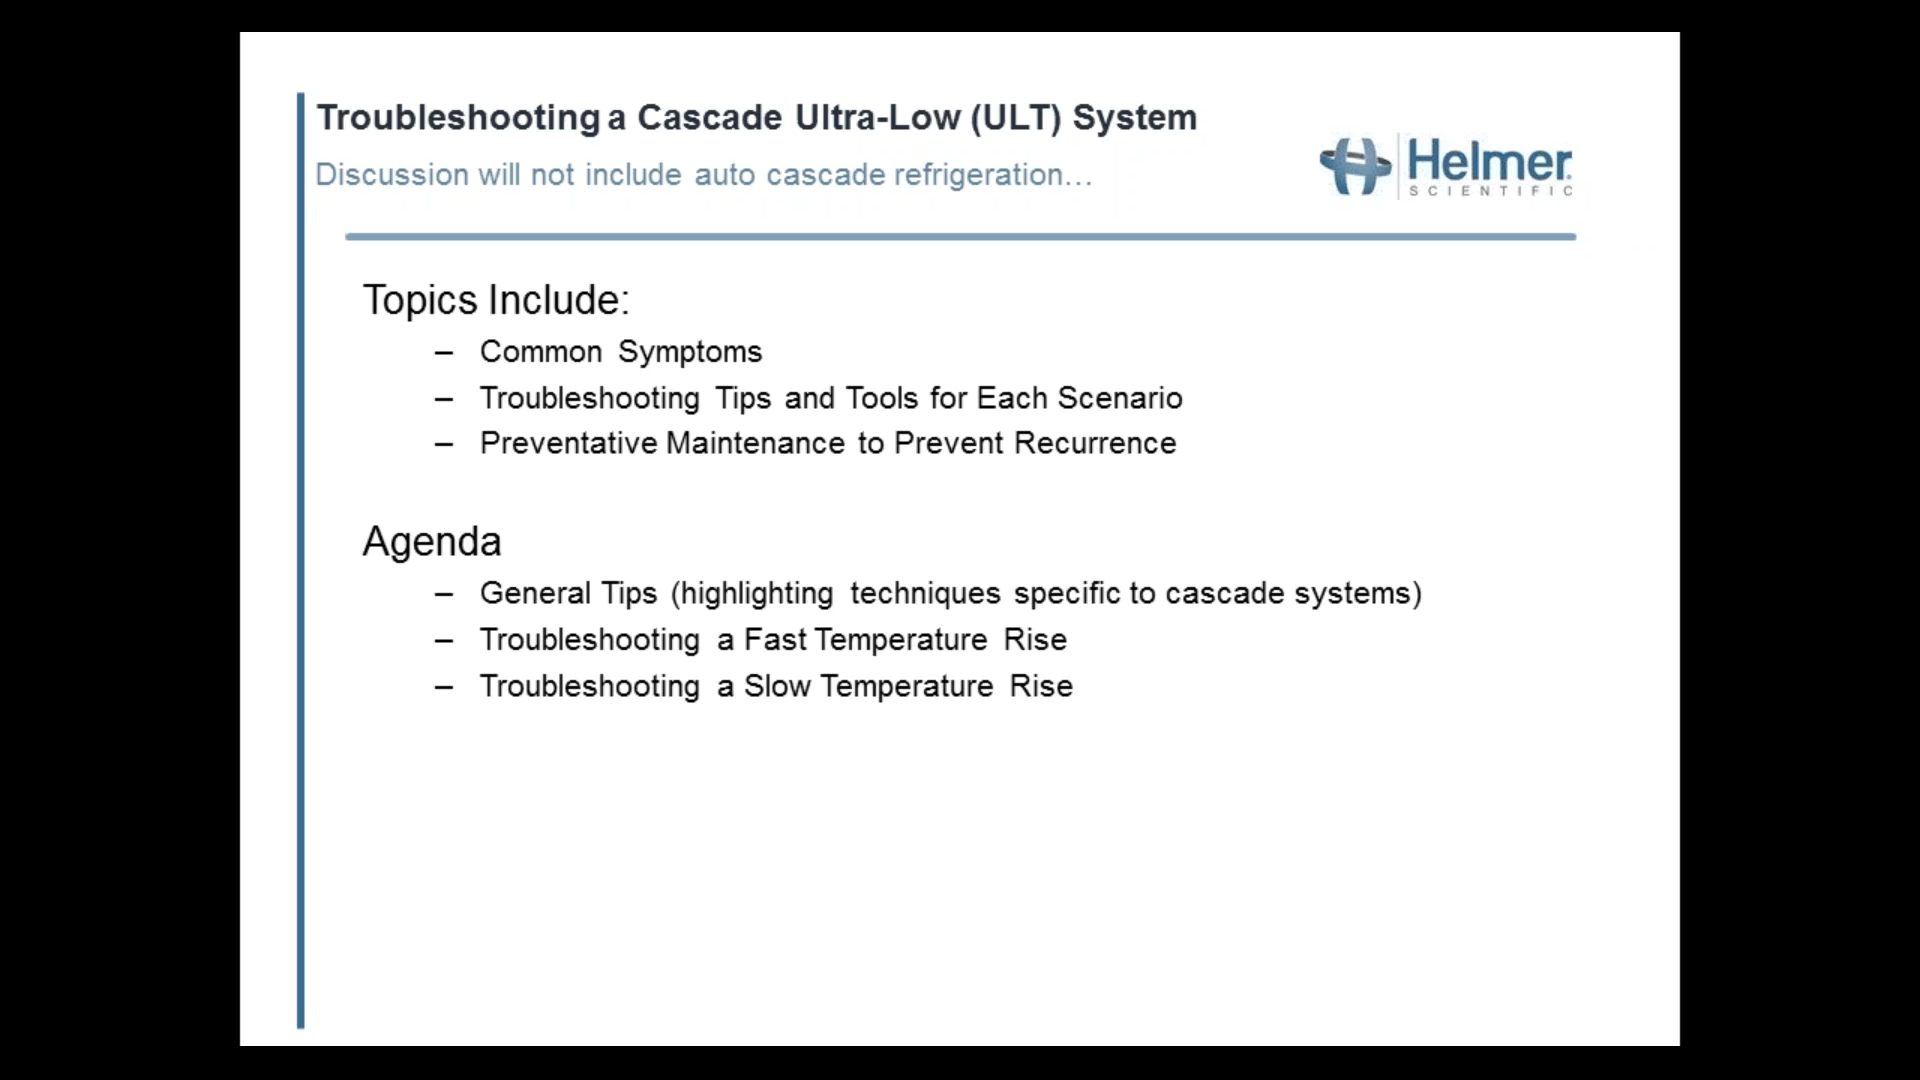 Troubleshooting a Cascade Ultra-Low (ULT) System
Discussion will not include auto cascade refrigeration...
Helmer
SCIENTIFIC
Topics Include:
– Common Symptoms
– Troubleshooting Tips and Tools for Each Scenario
– Preventative Maintenance to Prevent Recurrence
Agenda
– General Tips (highlighting techniques specific to cascade systems)
– Troubleshooting a Fast Temperature Rise
– Troubleshooting a Slow Temperature Rise